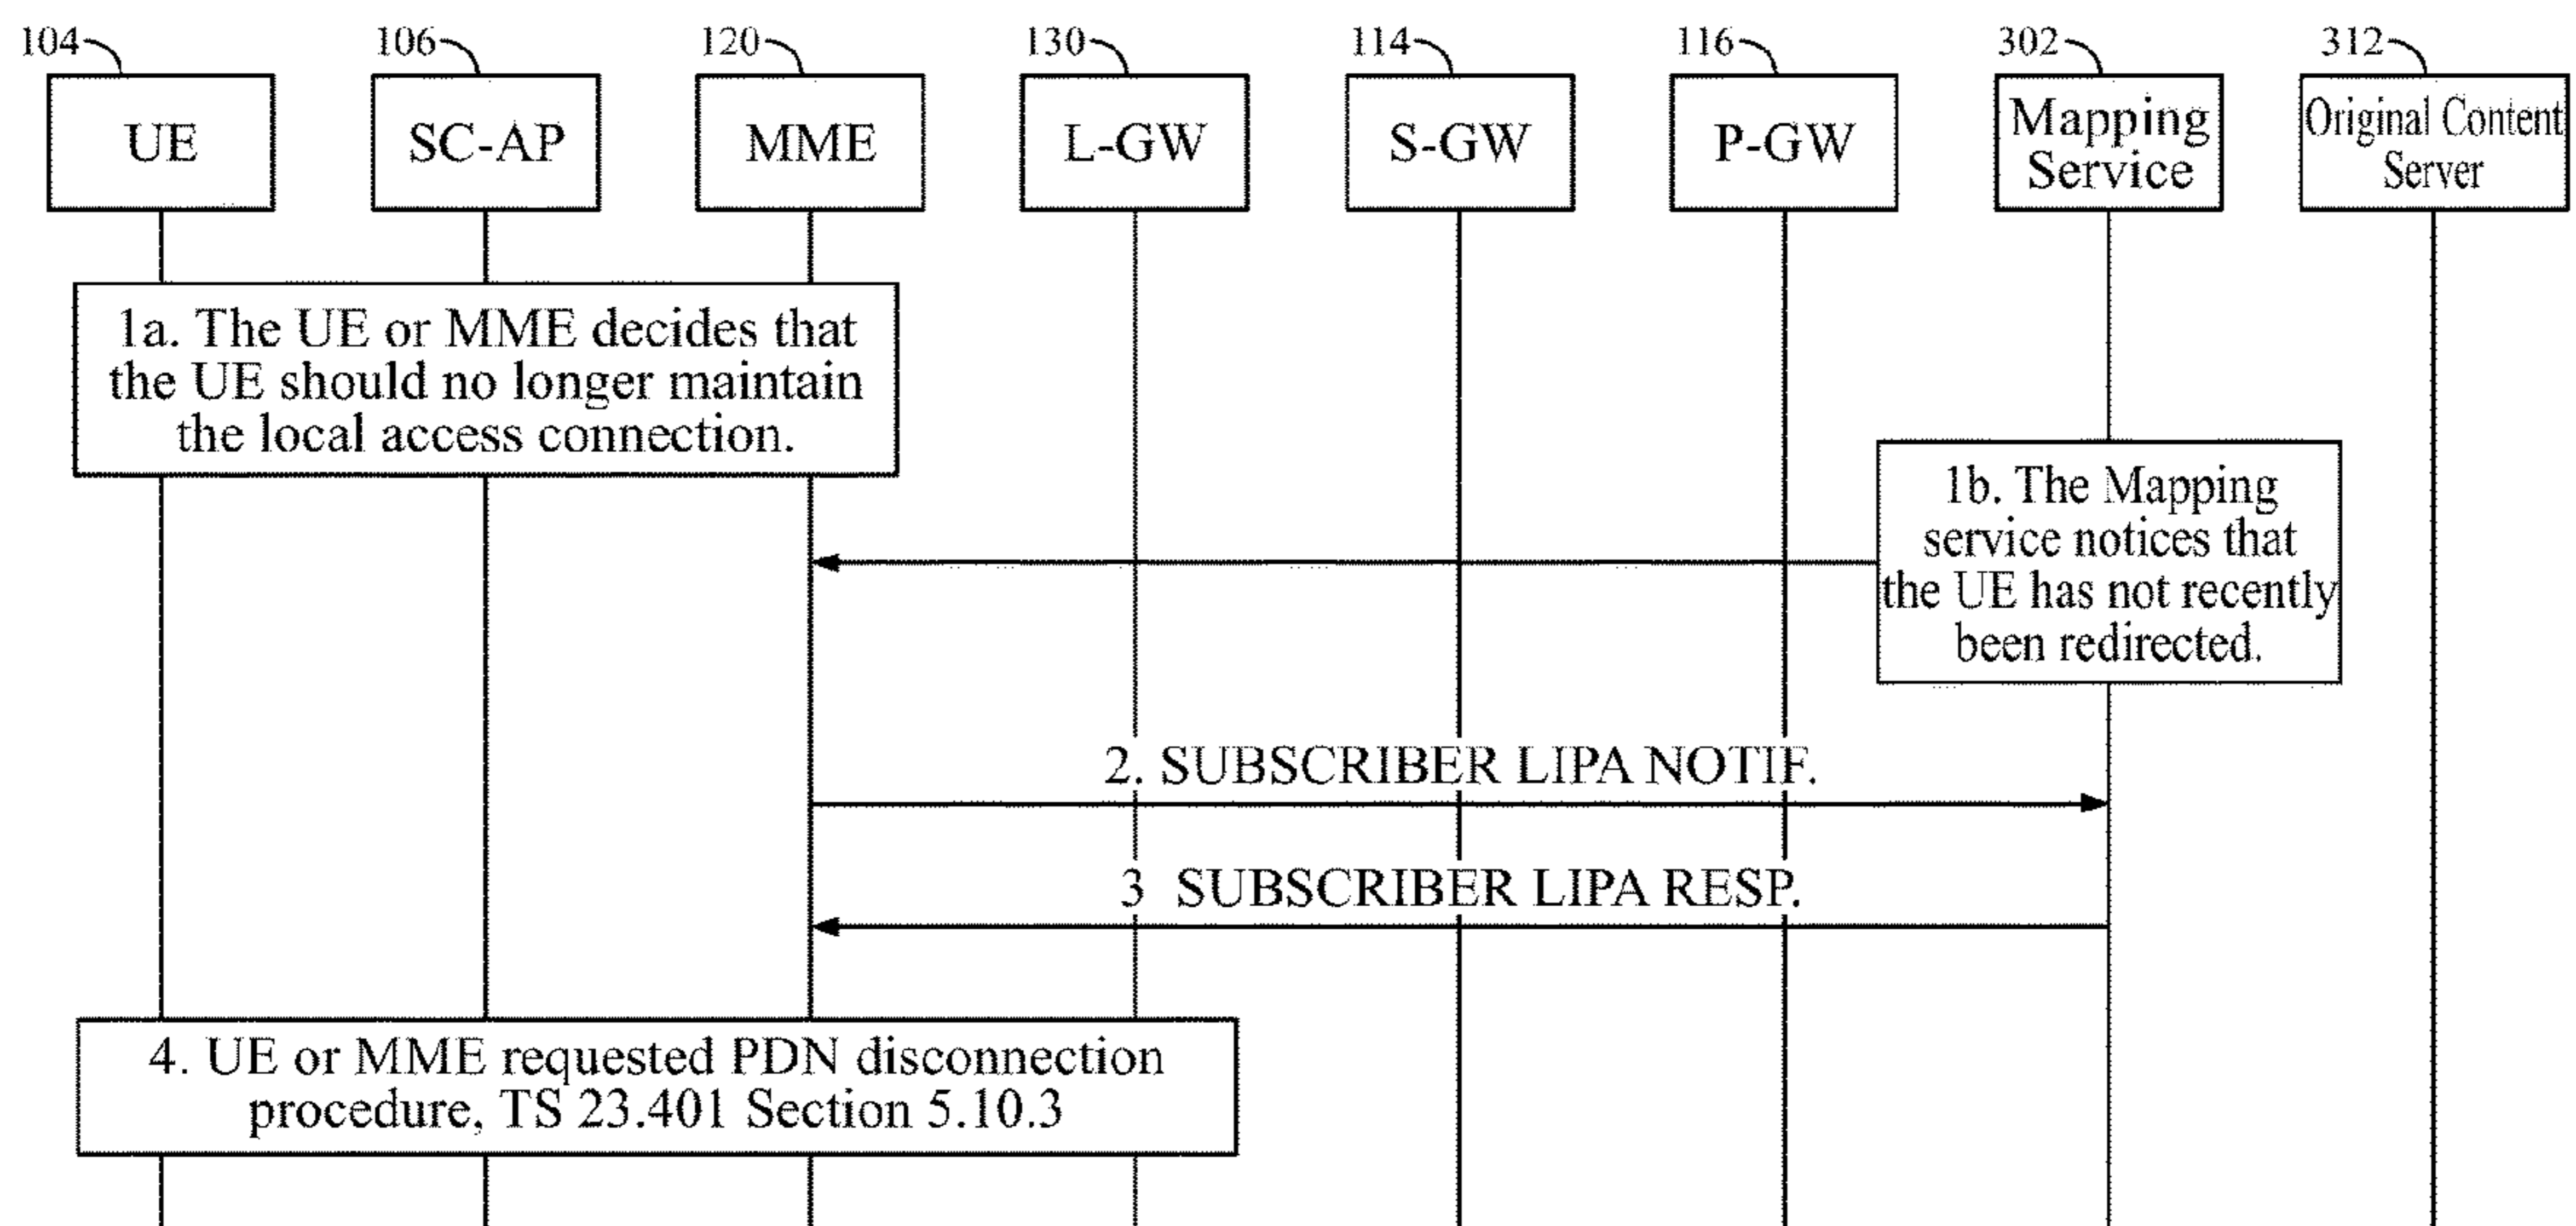 104 106 120 130 114 116 302 312
UE SC-AP MME L-GW S-GW P-GW Mapping Original Content
Service Server
1a. The UE or MME decides that
the UE should no longer maintain
the local access connection.
1b. The Mapping
service notices that
the UE has not recently
been redirected.
2. SUBSCRIBER LIPA NOTIF.
3 SUBSCRIBER LIPA RESP.
4. UE or MME requested PDN disconnection
procedure, TS 23.401 Section 5.10.3